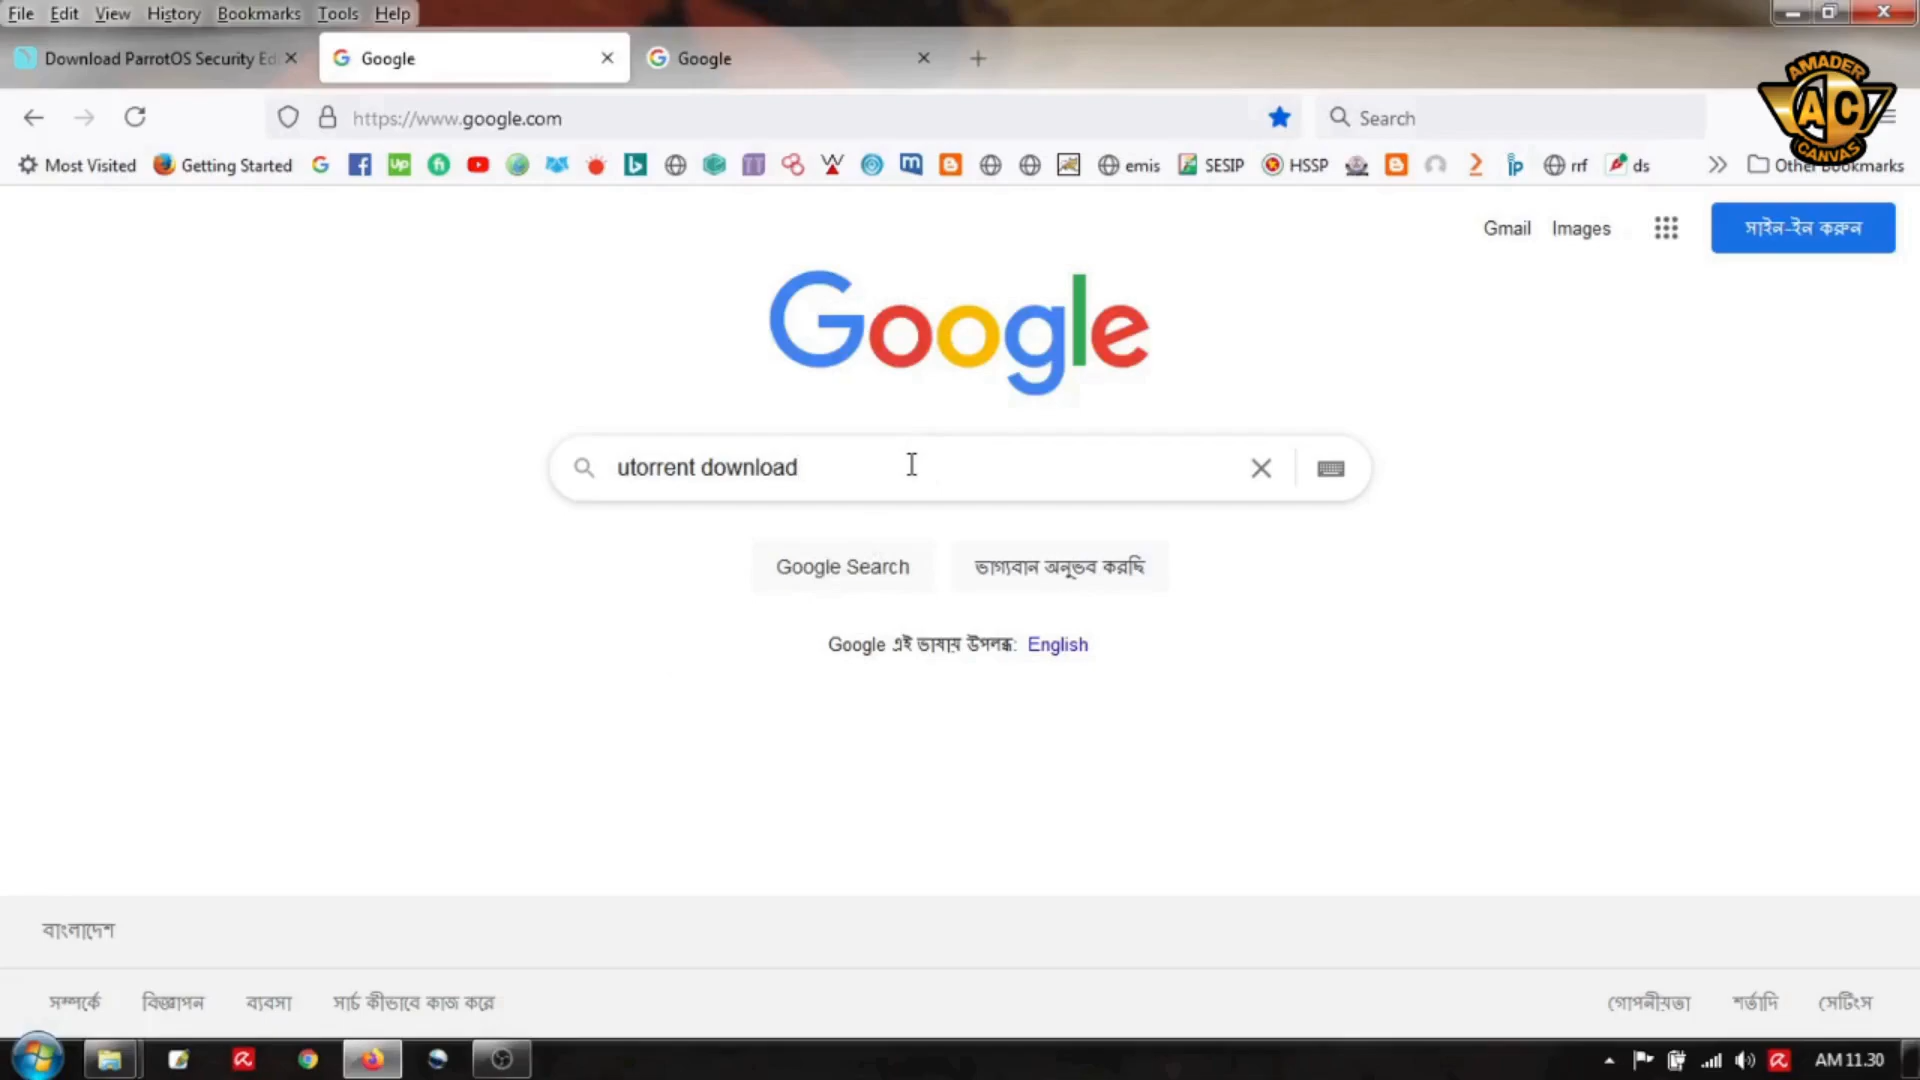 File Edit View History Bookmarks Tools Help
Download ParrotOS Security Ed
Google
Google
https://www.google.com
Search
AMADER
AC
CANVAS
Most Visited Getting Started emis SESIP HSSP ip rrf ds Other Bookmarks
Gmail Images সাইন-ইন করুন
Google
utorrent download
Google Search ভাগ্যবান অনুভব করছি
Google এই ভাষায় উপলব্ধ: English
বাংলাদেশ
সম্পর্কে বিজ্ঞাপন ব্যবসা সার্চ কীভাবে কাজ করে গোপনীয়তা শর্তাদি সেটিংস
AM 11.30